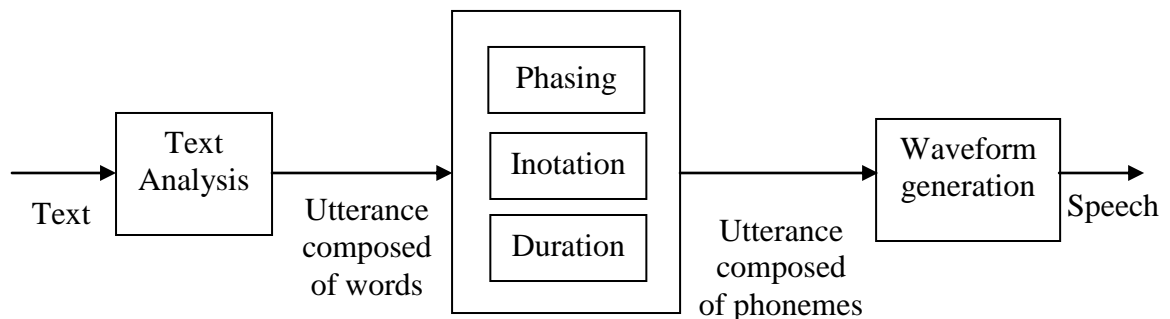 Text
Text
Analysis
Utterance
composed
of words
Phasing
Inotation
Duration
Utterance
composed
of phonemes
Waveform
generation
Speech